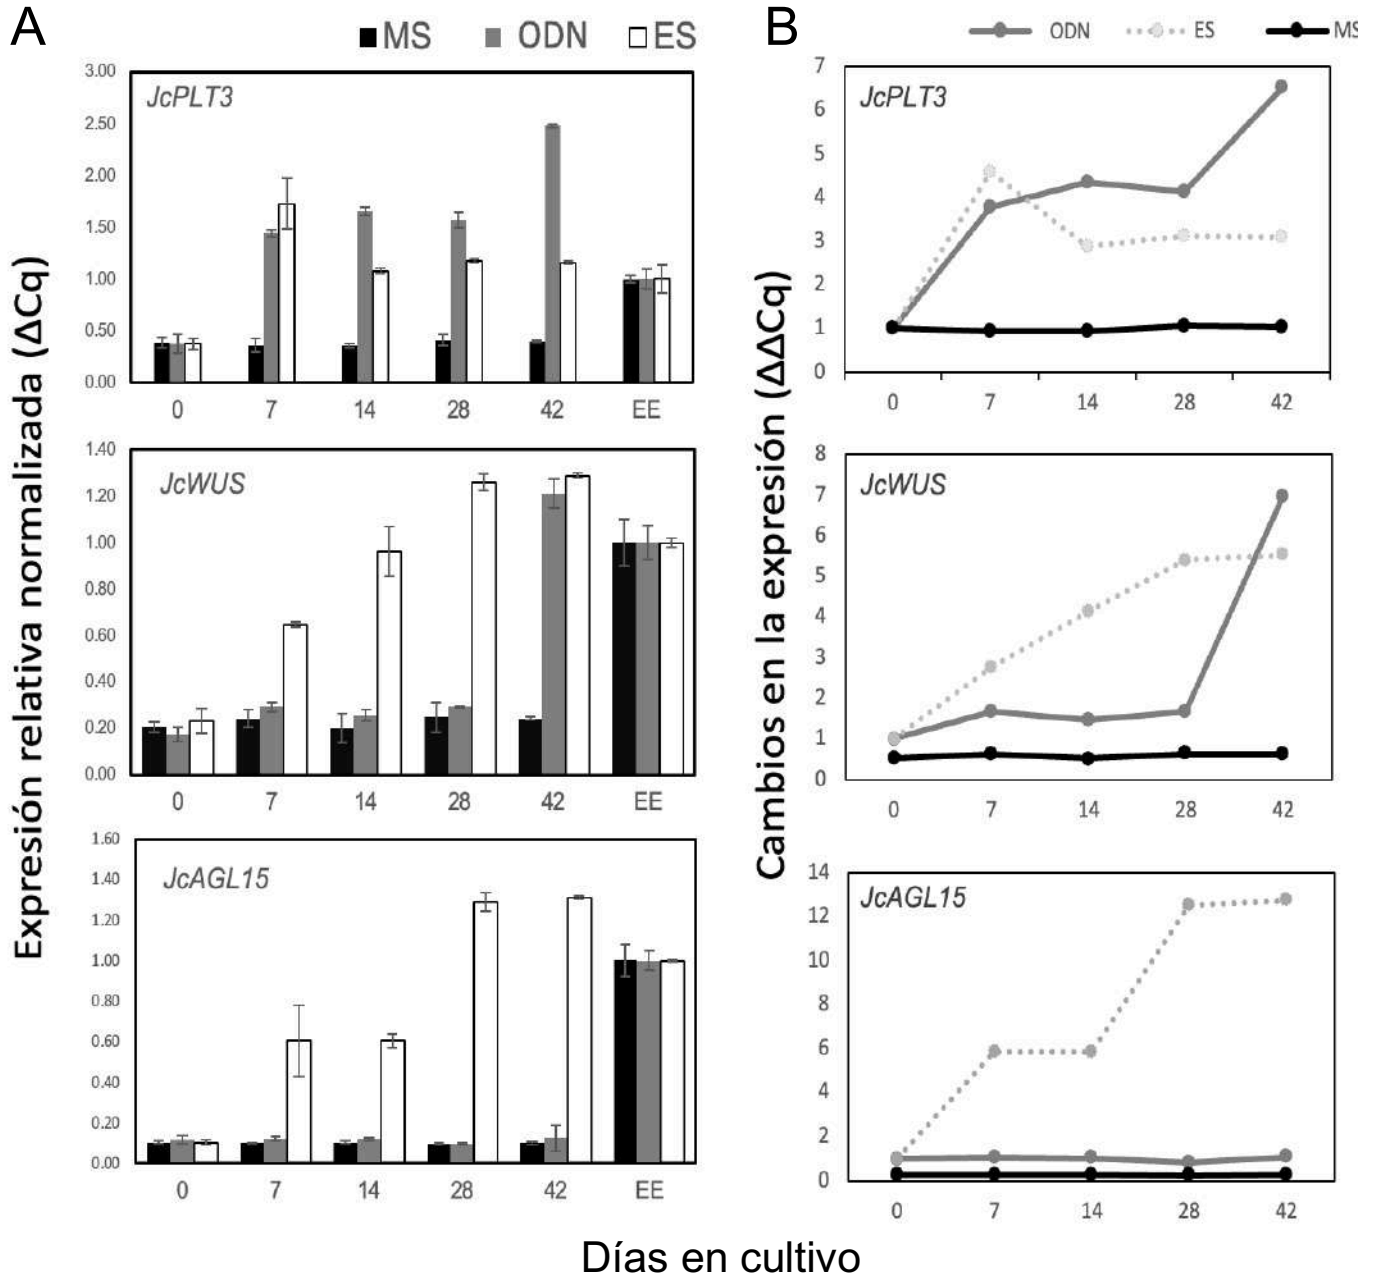 A
MS ODN ES
Expresión relativa normalizada (ΔCq)
JcPLT3
3.00
2.50
2.00
1.50
1.00
0.50
0.00
0 7 14 28 42 EE
JcWUS
1.40
1.20
1.00
0.80
0.60
0.40
0.20
0.00
0 7 14 28 42 EE
JcAGL15
1.60
1.40
1.20
1.00
0.80
0.60
0.40
0.20
0.00
0 7 14 28 42 EE
B
ODN ES MS
Cambios en la expresión (ΔΔCq)
JcPLT3
7
6
5
4
3
2
1
0
0 7 14 28 42
JcWUS
8
7
6
5
4
3
2
1
0
0 7 14 28 42
JcAGL15
14
12
10
8
6
4
2
0
0 7 14 28 42
Días en cultivo